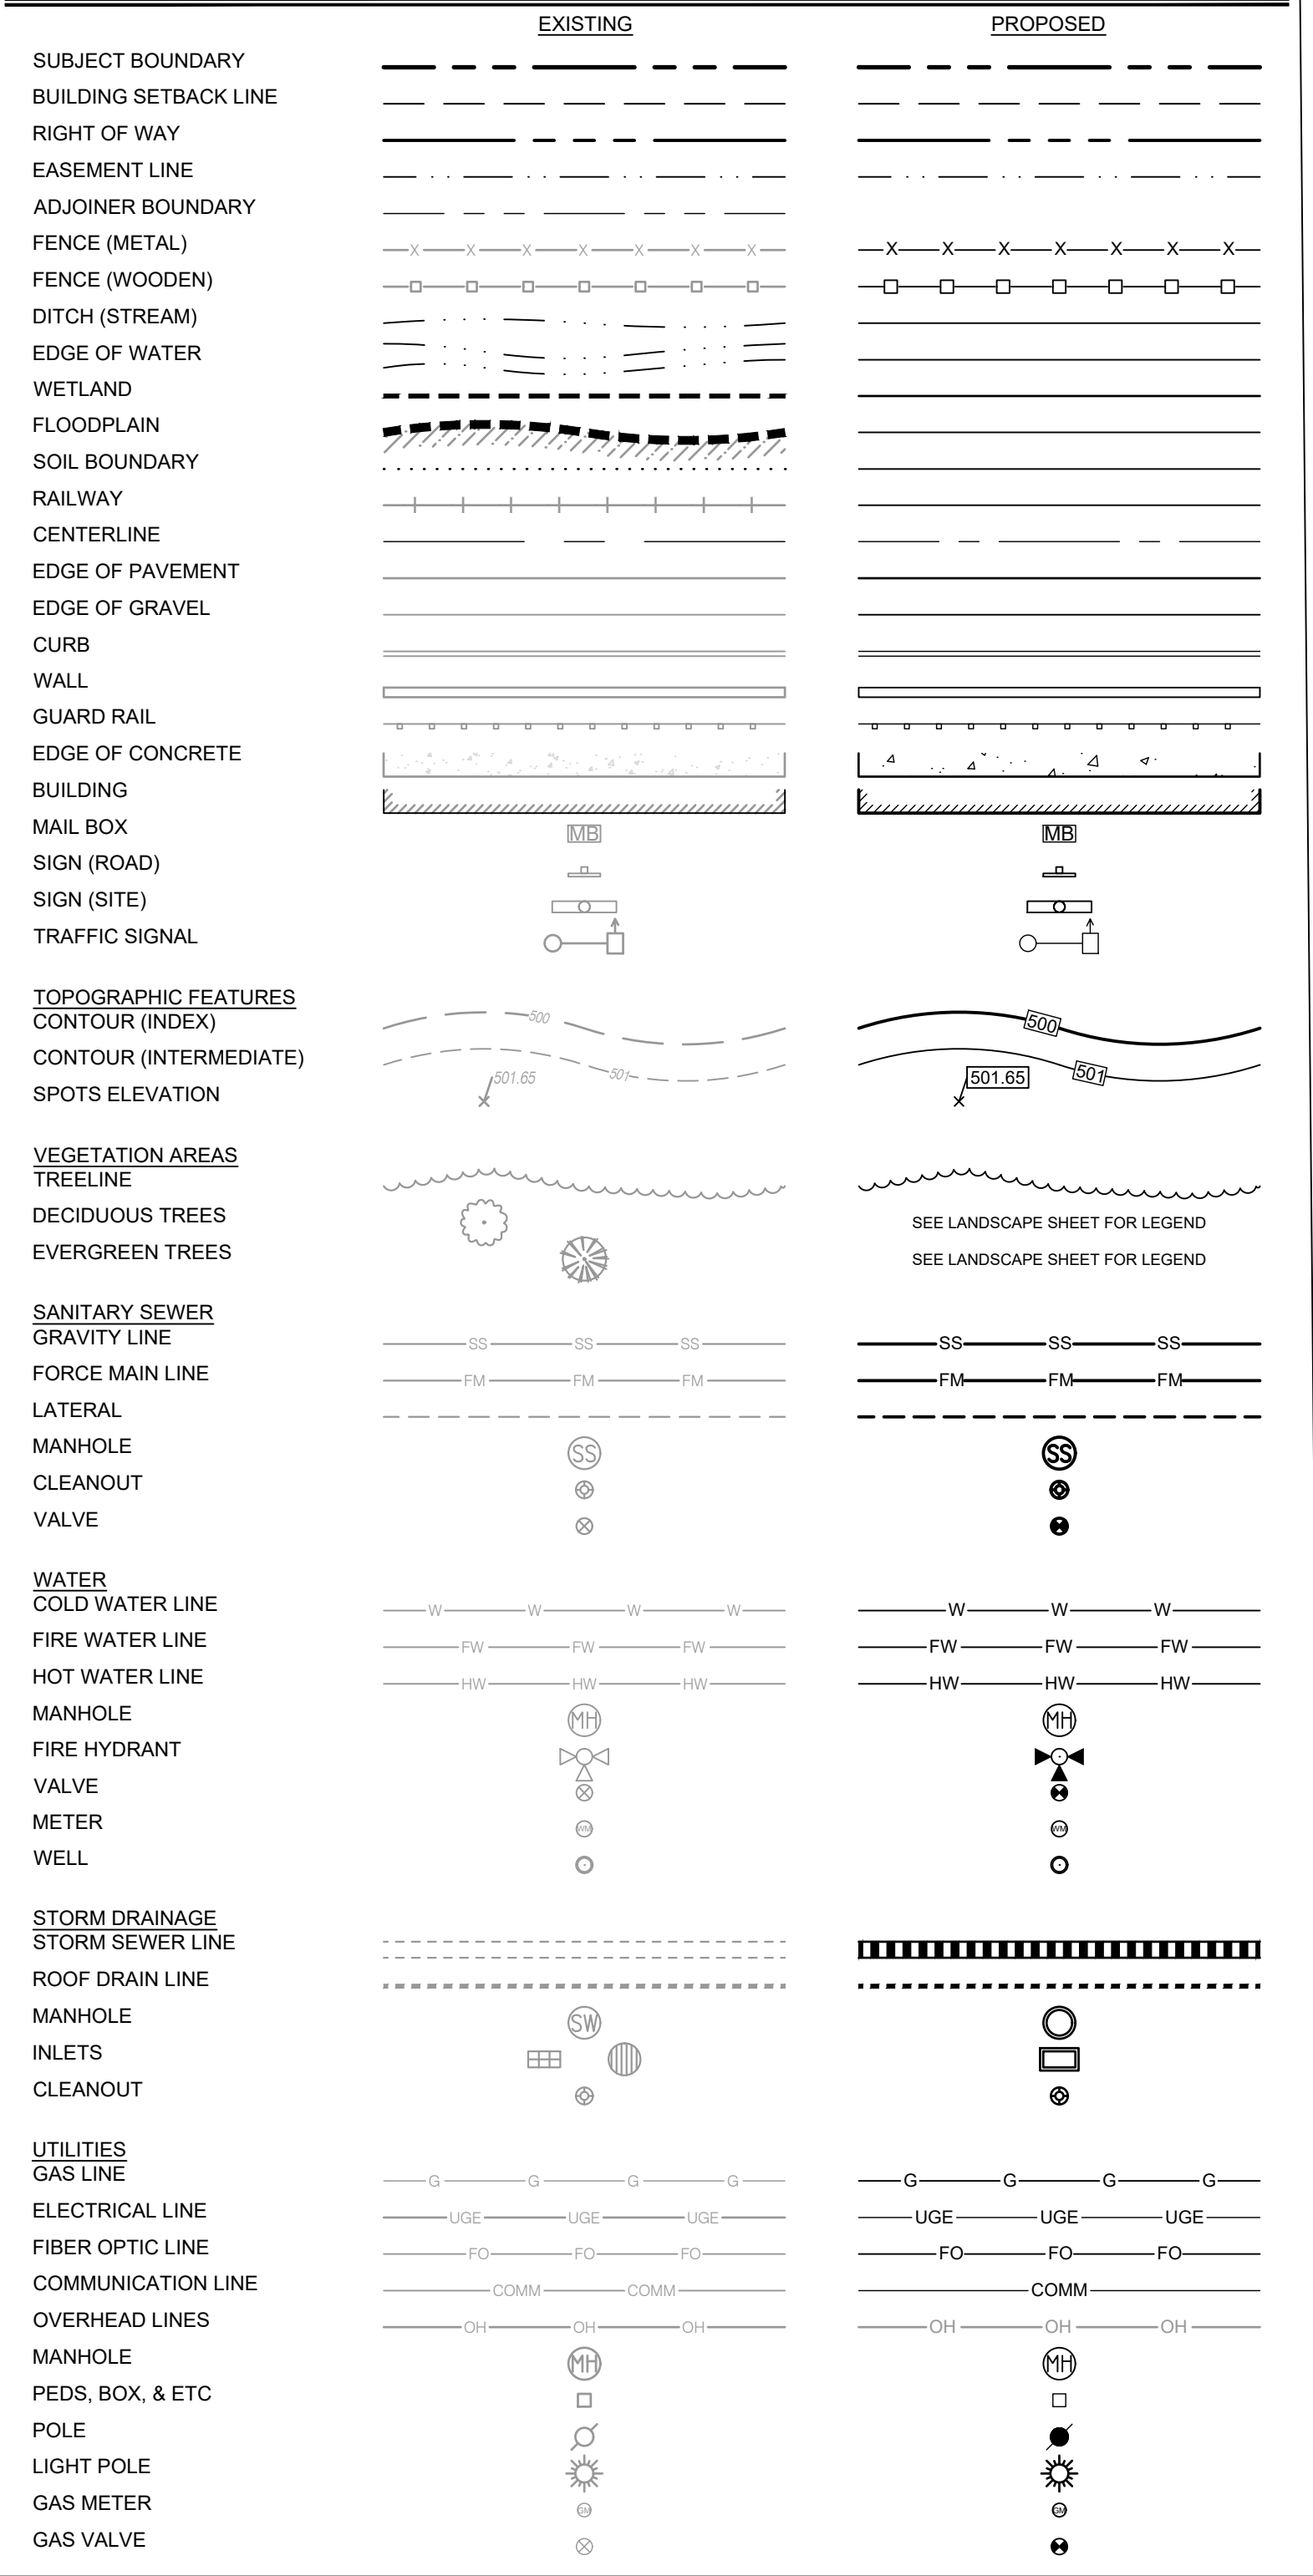 EXISTING PROPOSED
SUBJECT BOUNDARY
BUILDING SETBACK LINE
RIGHT OF WAY
EASEMENT LINE
ADJOINER BOUNDARY
FENCE (METAL) X X X X X X X X X X X X X X
FENCE (WOODEN)
DITCH (STREAM)
EDGE OF WATER
WETLAND
FLOODPLAIN
SOIL BOUNDARY
RAILWAY
CENTERLINE
EDGE OF PAVEMENT
EDGE OF GRAVEL
CURB
WALL
GUARD RAIL
EDGE OF CONCRETE
BUILDING
MAIL BOX MB MB
SIGN (ROAD)
SIGN (SITE)
TRAFFIC SIGNAL
TOPOGRAPHIC FEATURES
CONTOUR (INDEX) 500 500
CONTOUR (INTERMEDIATE) 501 501
SPOTS ELEVATION 501.65 501.65
VEGETATION AREAS
TREELINE
DECIDUOUS TREES SEE LANDSCAPE SHEET FOR LEGEND
EVERGREEN TREES SEE LANDSCAPE SHEET FOR LEGEND
SANITARY SEWER
GRAVITY LINE SS SS SS SS SS SS
FORCE MAIN LINE FM FM FM FM FM FM
LATERAL
MANHOLE SS SS
CLEANOUT
VALVE
WATER
COLD WATER LINE W W W W W W W
FIRE WATER LINE FW FW FW FW FW FW
HOT WATER LINE HW HW HW HW HW HW
MANHOLE MH MH
FIRE HYDRANT
VALVE
METER WM WM
WELL
STORM DRAINAGE
STORM SEWER LINE
ROOF DRAIN LINE
MANHOLE SW
INLETS
CLEANOUT
UTILITIES
GAS LINE G G G G G G G G
ELECTRICAL LINE UGE UGE UGE UGE UGE UGE
FIBER OPTIC LINE FO FO FO FO FO FO
COMMUNICATION LINE COMM COMM COMM
OVERHEAD LINES OH OH OH OH OH OH
MANHOLE MH MH
PEDS, BOX, & ETC
POLE
LIGHT POLE
GAS METER GM GM
GAS VALVE